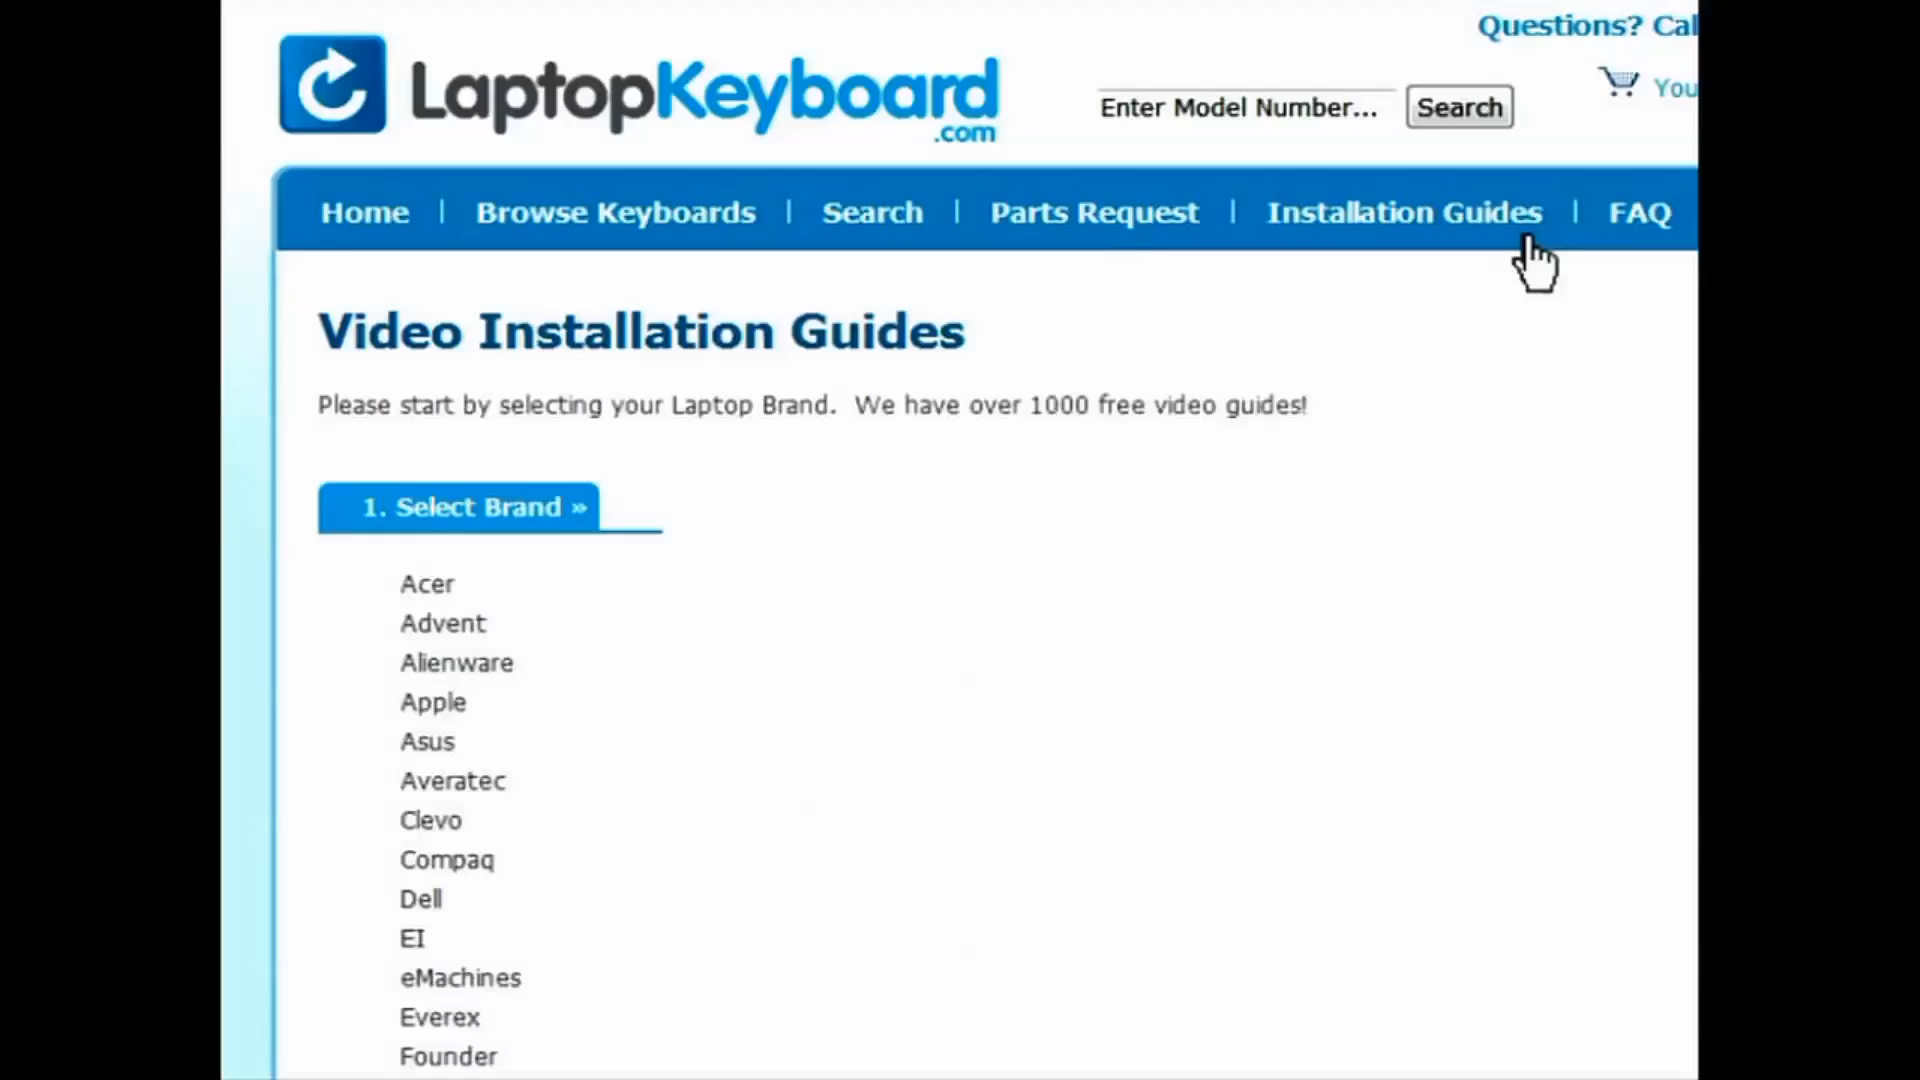 Questions? Cal
LaptopKeyboard
.com
Enter Model Number...
Search
You
Home | Browse Keyboards | Search | Parts Request | Installation Guides | FAQ
Video Installation Guides
Please start by selecting your Laptop Brand. We have over 1000 free video guides!
1. Select Brand »
Acer
Advent
Alienware
Apple
Asus
Averatec
Clevo
Compaq
Dell
EI
eMachines
Everex
Founder